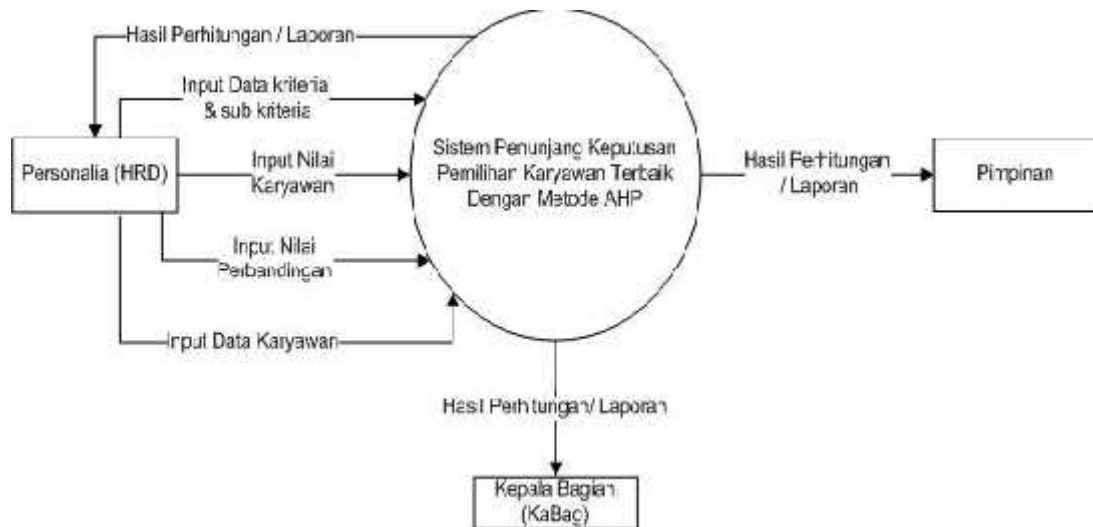 Hasil Perhitungan / Laporan
Input Data kriteria
& sub kriteria
Personalia (HRD)
Input Nilai
Karyawan
Sistem Penunjang Keputusan
Pemilihan Karyawan Terbaik
Dengan Metode AHP
Hasil Perhitungan
/ Laporan
Pimpinan
Input Nilai
Perbandingan
Input Data Karyawan
Hasil Perhitungan/ Laporan
Kepala Bagian
(KaBag)